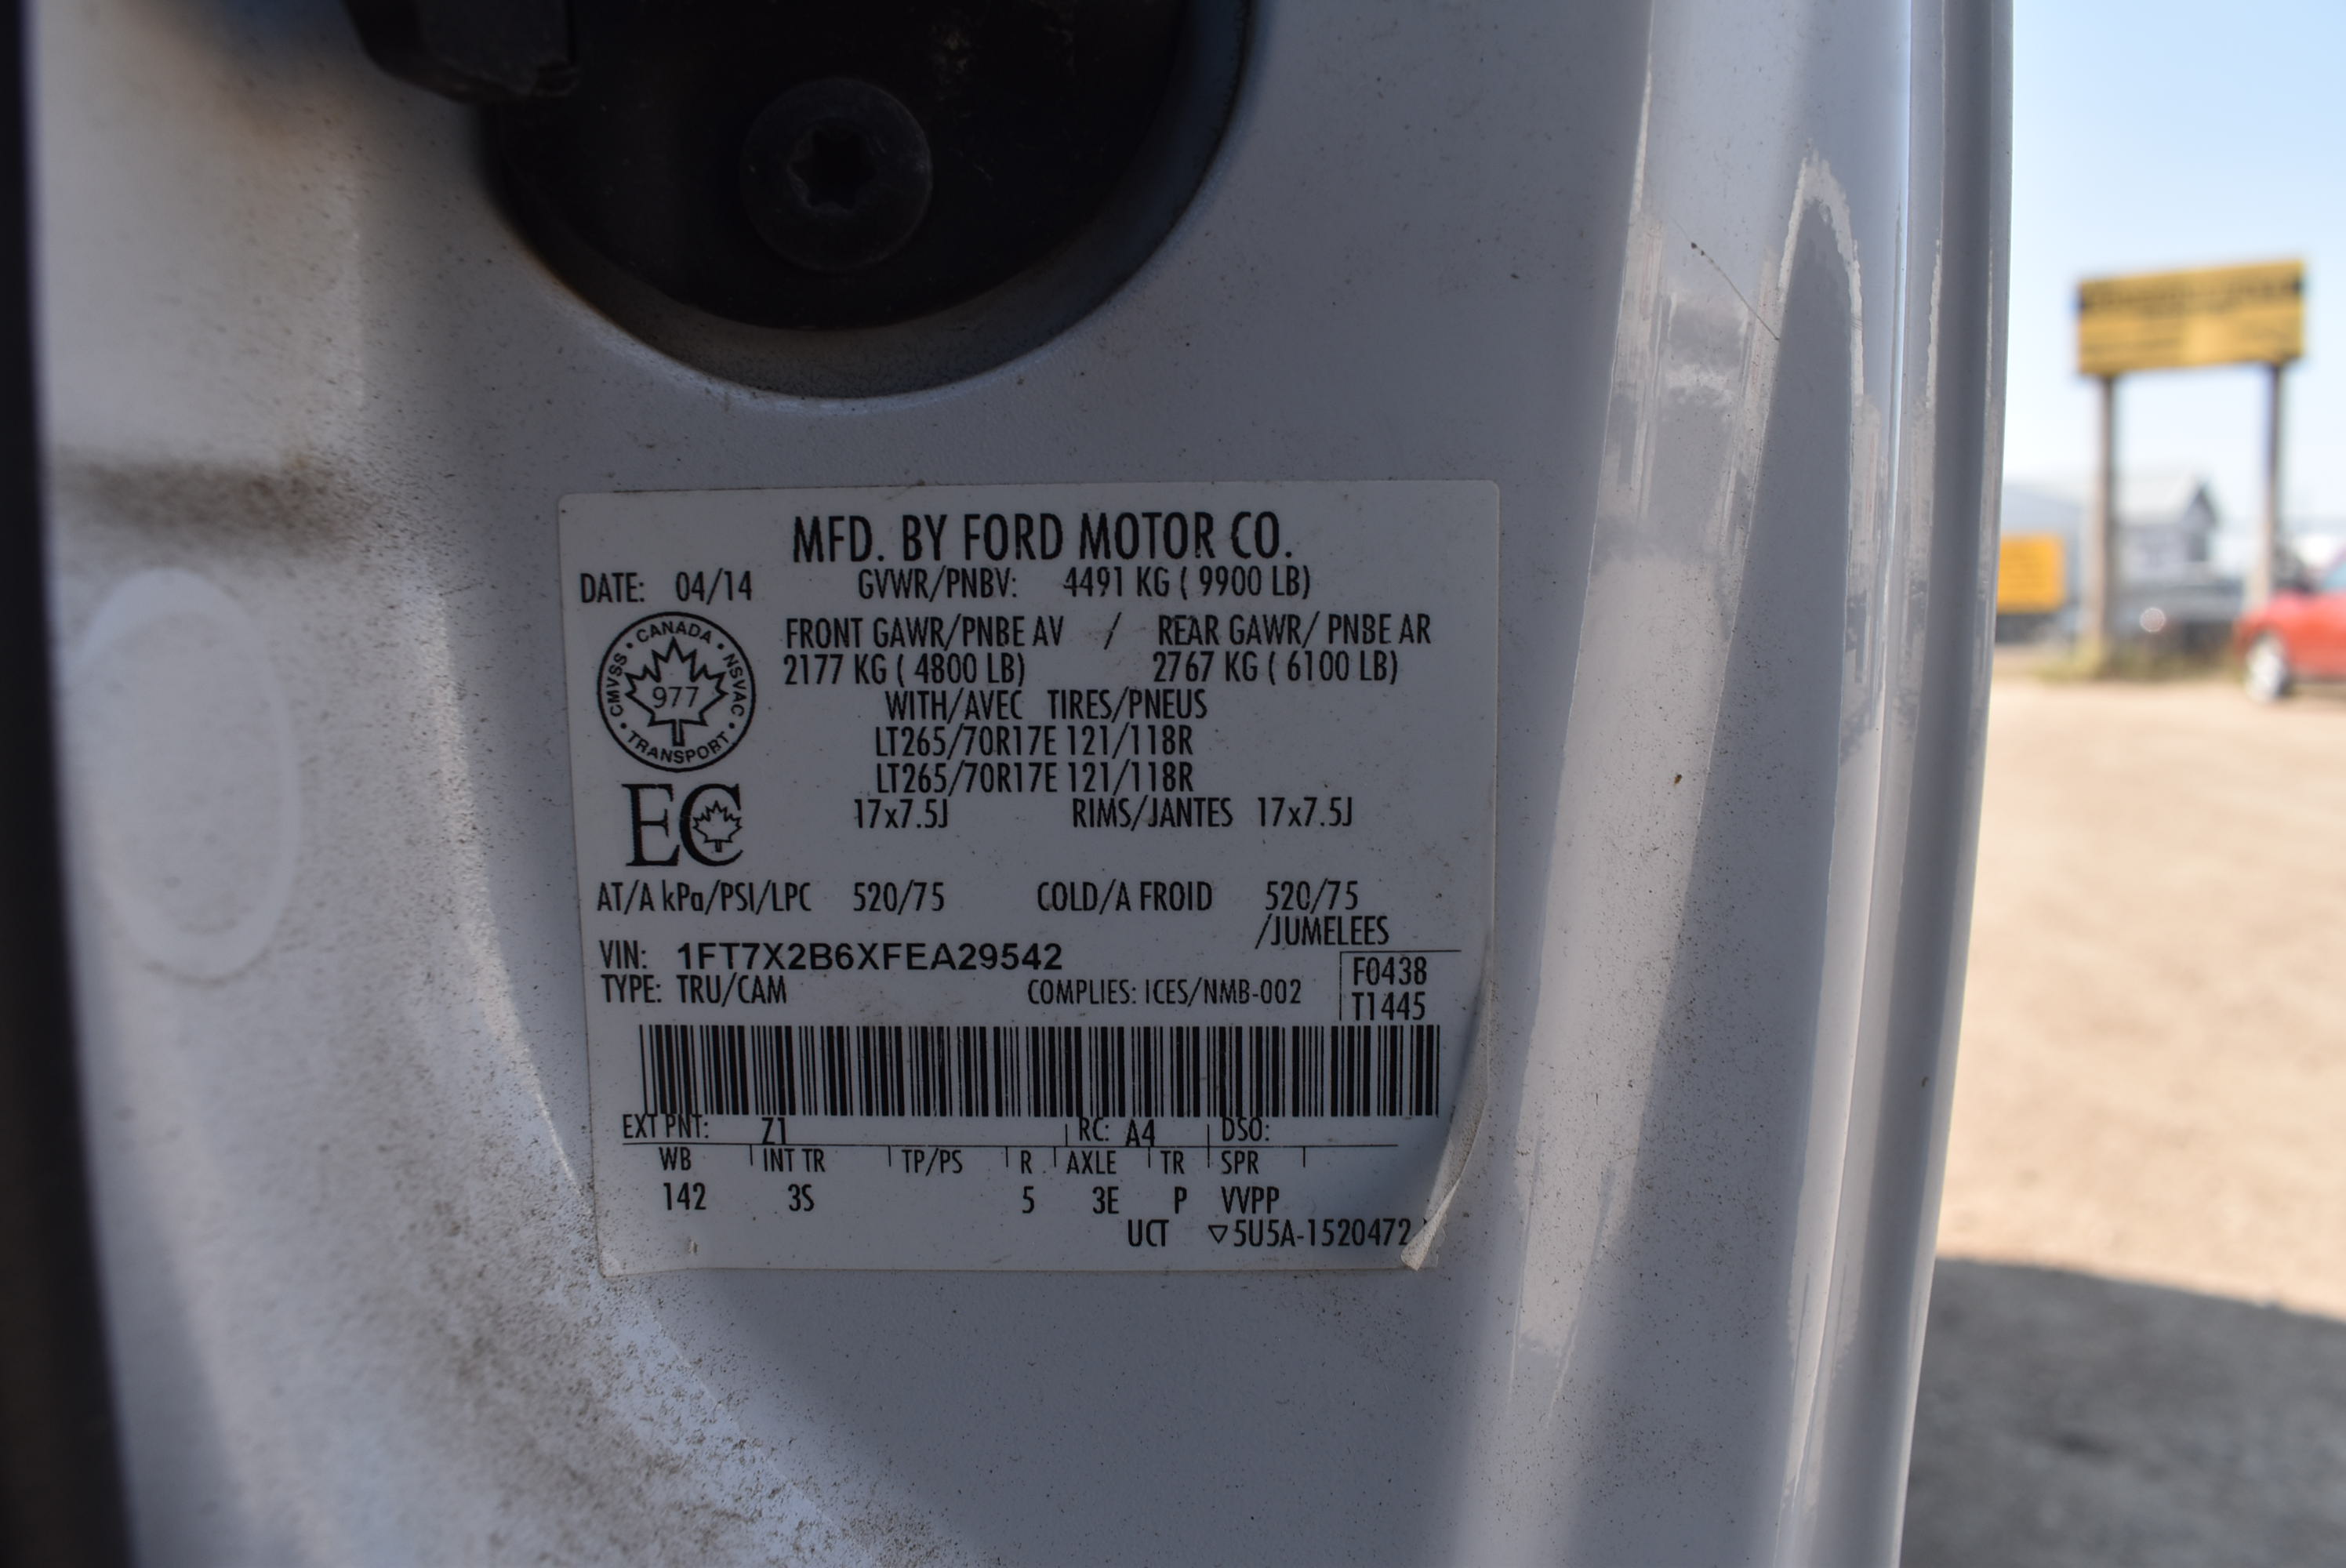 MFD. BY FORD MOTOR CO.
DATE: 04/14 GVWR/PNBV: 4491 KG ( 9900 LB)
FRONT GAWR/PNBE AV / REAR GAWR/ PNBE AR
2177 KG ( 4800 LB) 2767 KG ( 6100 LB)
WITH/AVEC TIRES/PNEUS
LT265/70R17E 121/118R
LT265/70R17E 121/118R
17x7.5J RIMS/JANTES 17x7.5J
CANADA
CMVSS 977 NSVAC
TRANSPORT
EC
AT/A kPa/PSI/LPC 520/75 COLD/A FROID 520/75
/JUMELEES
VIN: 1FT7X2B6XFEA29542
F0438
TYPE: TRU/CAM COMPLIES: ICES/NMB-002
T1445
EXT PNT: Z1 RC: A4 DSO:
WB INT TR TP/PS R AXLE TR SPR
142 3S 5 3E P VVPP
UCT ▽5U5A-1520472